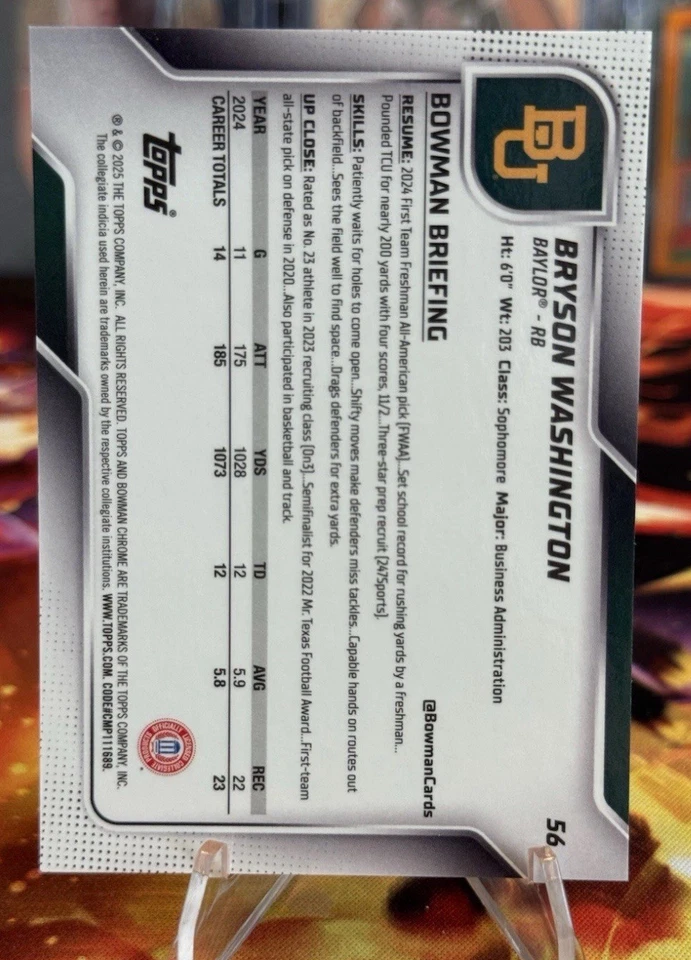 BU
BRYSON WASHINGTON
56
BAYLOR® - RB
Ht: 6'0" Wt: 203 Class: Sophomore Major: Business Administration
BOWMAN BRIEFING
@BowmanCards
RESUME: 2024 First Team Freshman All-American pick (FWAA)...Set school record for rushing yards by a freshman...
Pounded TCU for nearly 200 yards with four scores, 11/2...Three-star prep recruit (247Sports).
SKILLS: Patiently waits for holes to come open...Shifty moves make defenders miss tackles...Capable hands on routes out
of backfield...Sees the field well to find space...Drags defenders for extra yards.
UP CLOSE: Rated as No. 23 athlete in 2023 recruiting class (On3)...Semifinalist for 2022 Mr. Texas Football Award...First-team
all-state pick on defense in 2020...Also participated in basketball and track.
YEAR G ATT YDS TD AVG REC
2024 11 175 1028 12 5.9 22
CAREER TOTALS 14 185 1073 12 5.8 23
topps®
OFFICIALLY LICENSED COLLEGIATE PRODUCTS
® & © 2025 THE TOPPS COMPANY, INC. ALL RIGHTS RESERVED. TOPPS AND BOWMAN CHROME ARE TRADEMARKS OF THE TOPPS COMPANY, INC.
The collegiate indicia used herein are trademarks owned by the respective collegiate institutions. WWW.TOPPS.COM. CODE#CMP111689.